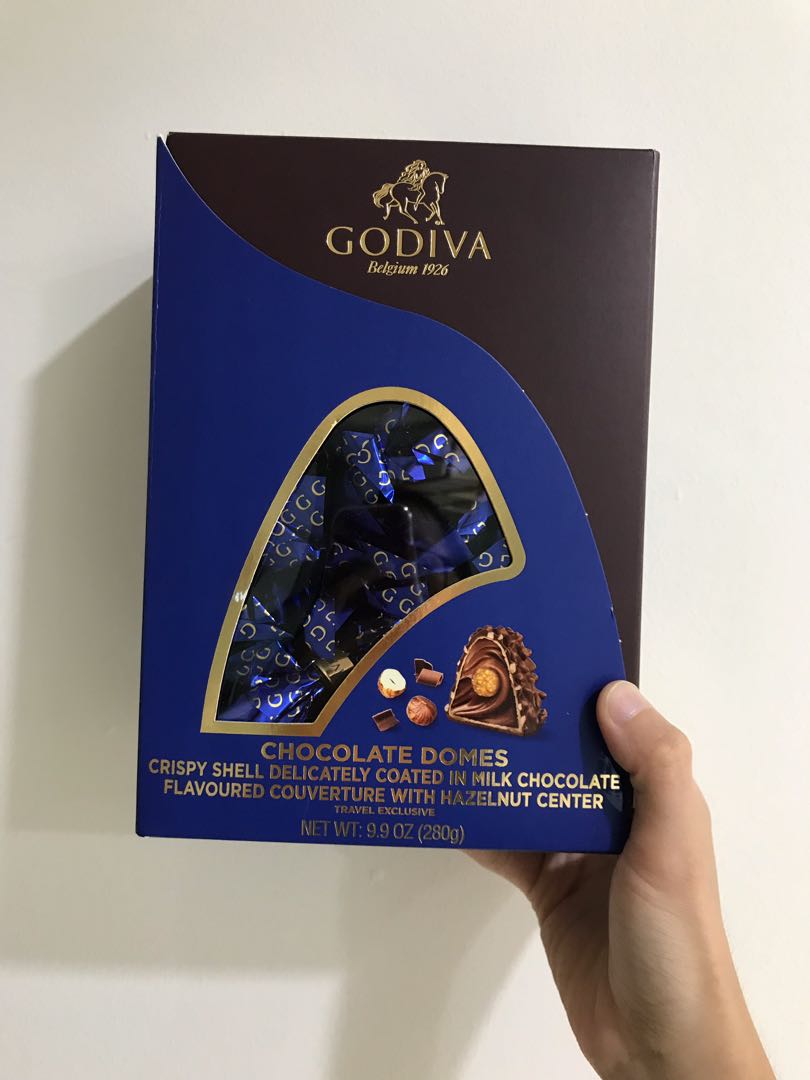 GODIVA
Belgium 1926
CHOCOLATE DOMES
CRISPY SHELL DELICATELY COATED IN MILK CHOCOLATE
FLAVOURED COUVERTURE WITH HAZELNUT CENTER
TRAVEL EXCLUSIVE
NET WT: 9.9 OZ (280g)